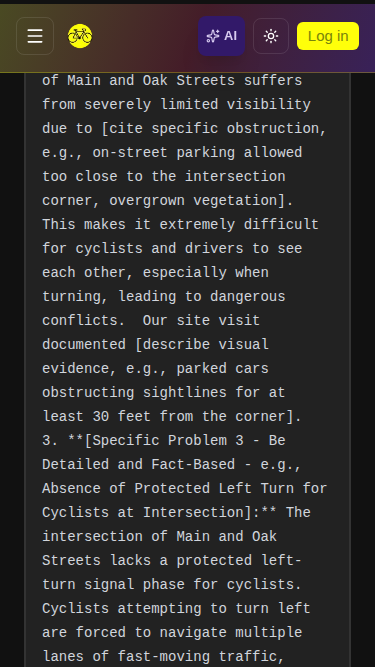 AI
Log in
of Main and Oak Streets suffers
from severely limited visibility
due to [cite specific obstruction,
e.g., on-street parking allowed
too close to the intersection
corner, overgrown vegetation].
This makes it extremely difficult
for cyclists and drivers to see
each other, especially when
turning, leading to dangerous
conflicts.  Our site visit
documented [describe visual
evidence, e.g., parked cars
obstructing sightlines for at
least 30 feet from the corner].
3. **[Specific Problem 3 - Be
Detailed and Fact-Based - e.g.,
Absence of Protected Left Turn for
Cyclists at Intersection]:** The
intersection of Main and Oak
Streets lacks a protected left-
turn signal phase for cyclists.
Cyclists attempting to turn left
are forced to navigate multiple
lanes of fast-moving traffic,